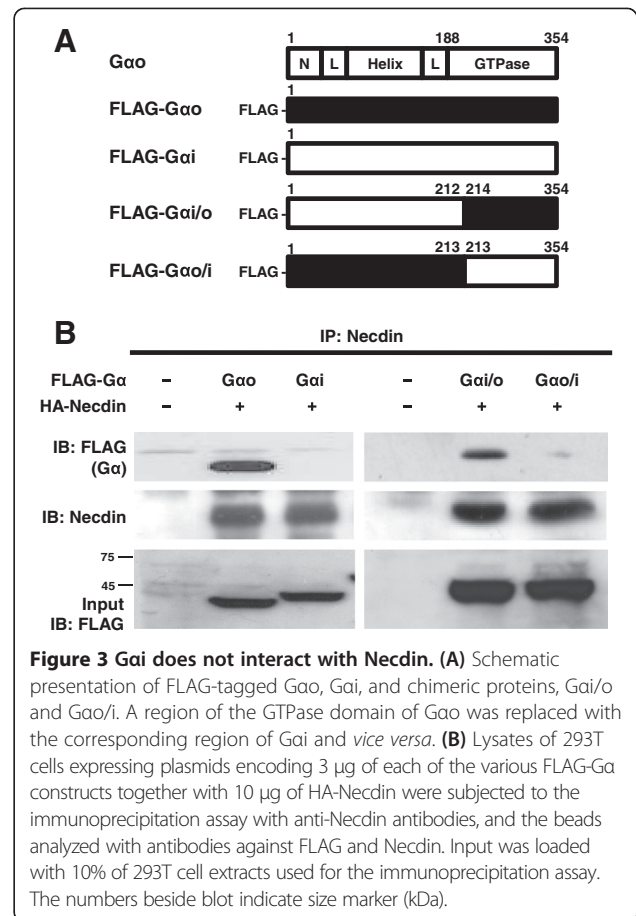 A
1 188 354
Gαo N L Helix L GTPase
1
FLAG-Gαo FLAG-
1
FLAG-Gαi FLAG-
1 212 214 354
FLAG-Gαi/o FLAG-
1 213 213 354
FLAG-Gαo/i FLAG-
B
IP: Necdin
FLAG-Gα – Gαo Gαi – Gαi/o Gαo/i
HA-Necdin – + + – + +
IB: FLAG
(Gα)
IB: Necdin
75
45
Input
IB: FLAG
Figure 3 Gαi does not interact with Necdin. (A) Schematic
presentation of FLAG-tagged Gαo, Gαi, and chimeric proteins, Gαi/o
and Gαo/i. A region of the GTPase domain of Gαo was replaced with
the corresponding region of Gαi and vice versa. (B) Lysates of 293T
cells expressing plasmids encoding 3 μg of each of the various FLAG-Gα
constructs together with 10 μg of HA-Necdin were subjected to the
immunoprecipitation assay with anti-Necdin antibodies, and the beads
analyzed with antibodies against FLAG and Necdin. Input was loaded
with 10% of 293T cell extracts used for the immunoprecipitation assay.
The numbers beside blot indicate size marker (kDa).